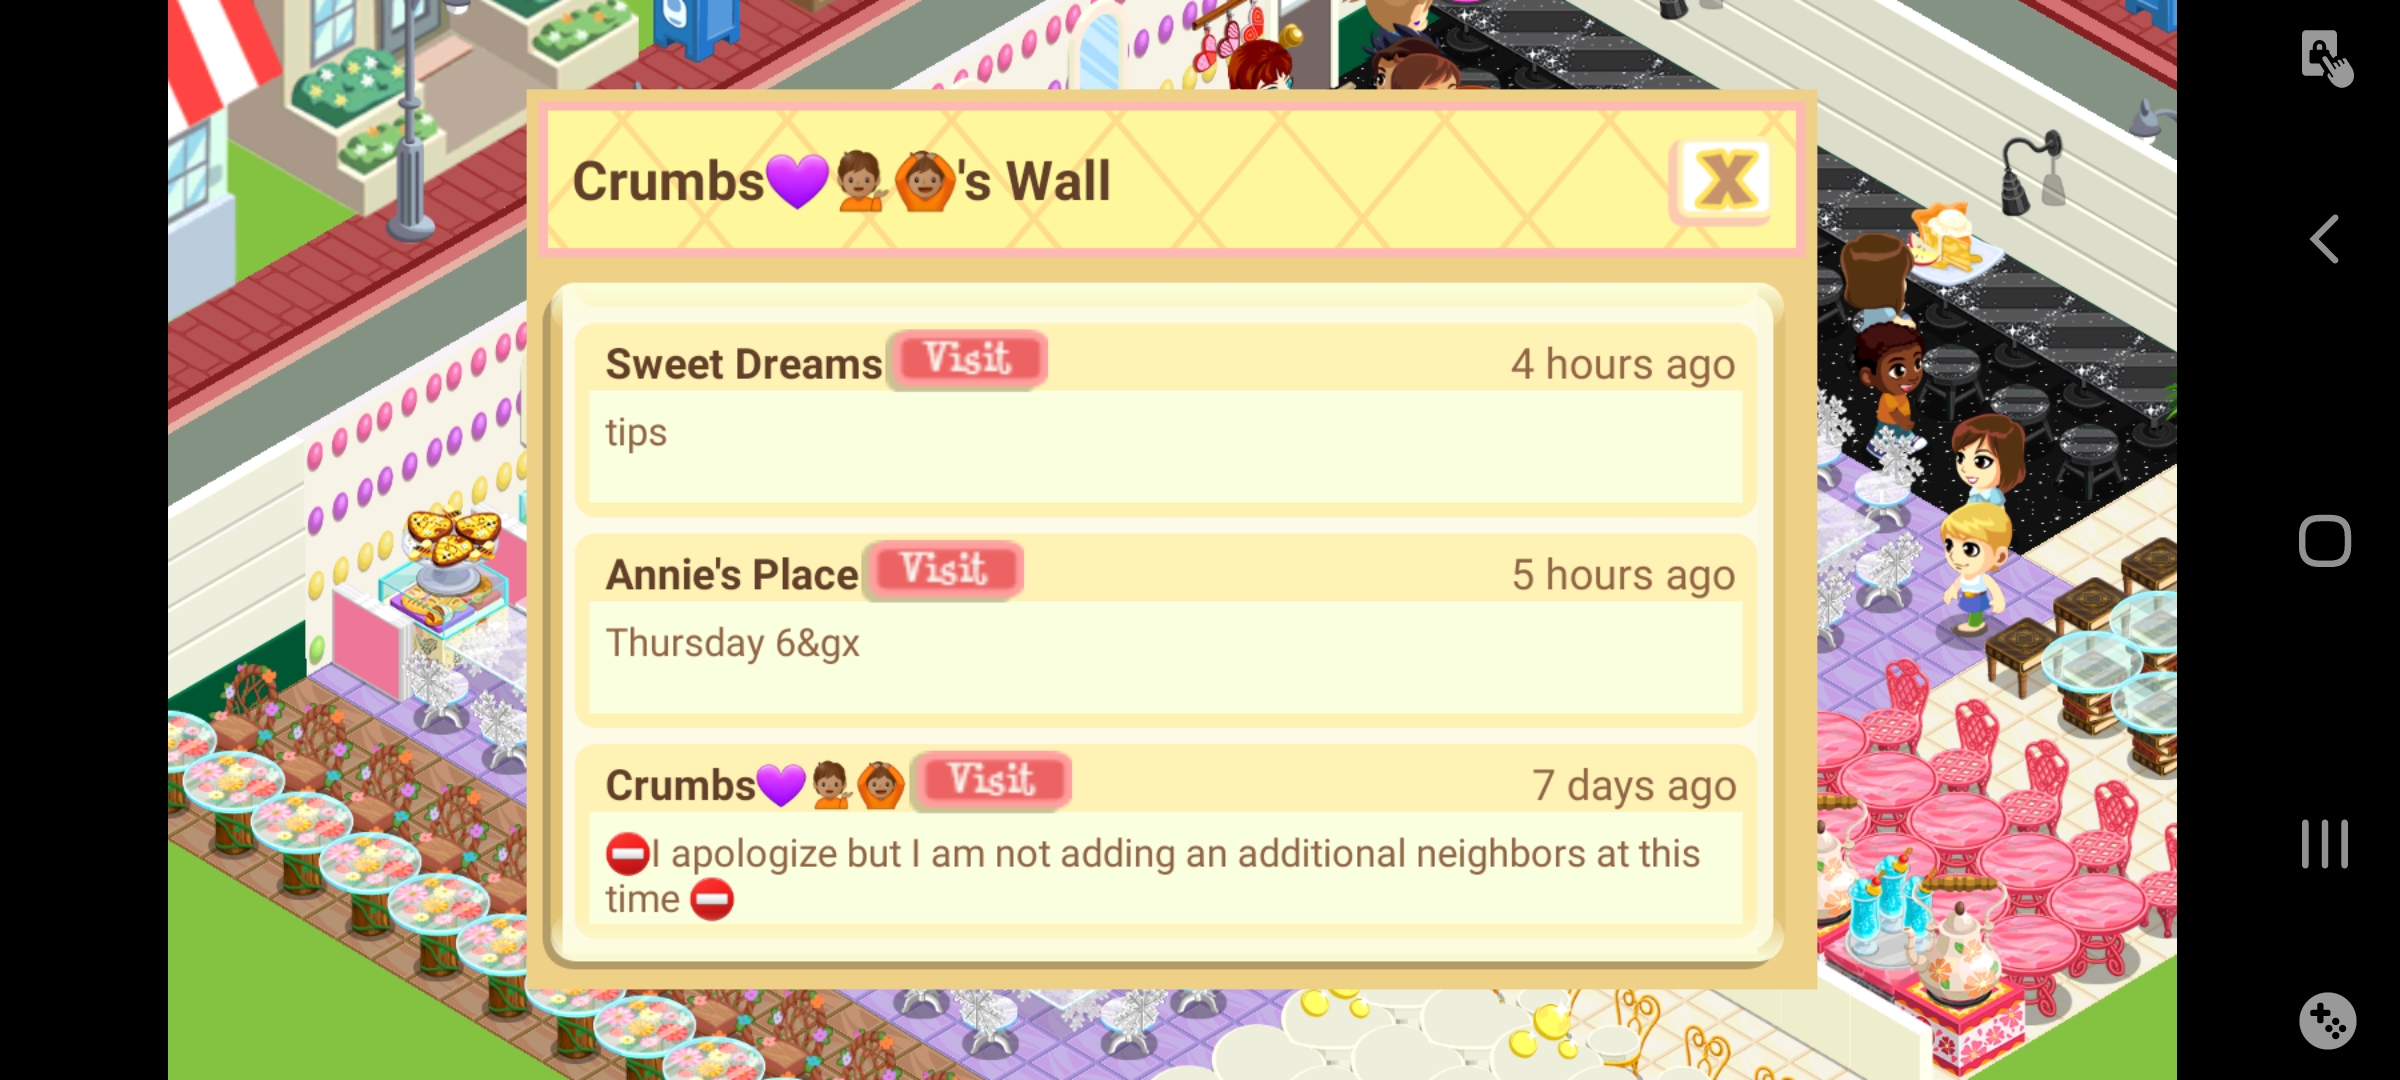 Crumbs💜💁🏽🙆🏽's Wall
X
Sweet Dreams Visit 4 hours ago
tips
Annie's Place Visit 5 hours ago
Thursday 6&gx
Crumbs💜💁🏽🙆🏽 Visit 7 days ago
⛔I apologize but I am not adding an additional neighbors at this
time ⛔